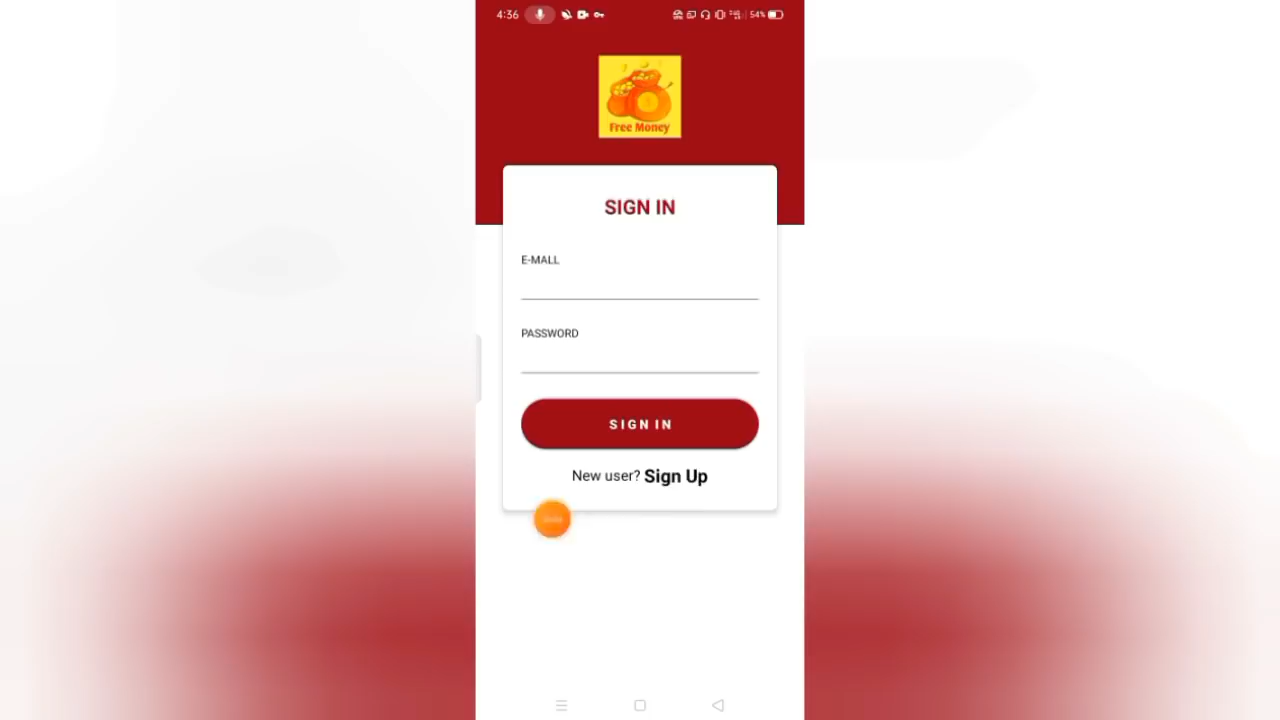 4:36
54%
Free Money
SIGN IN
E-MALL
PASSWORD
SIGN IN
New user? Sign Up